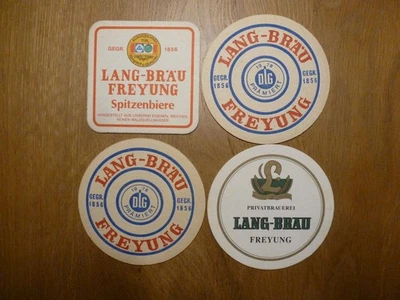 GEGR. 1856
LANG-BRÄU
FREYUNG
Spitzenbiere
LANG-BRÄU
GEGR. 1856
GEGR. 1856
DLG
PRÄMIERT
FREYUNG
LANG-BRÄU
GEGR. 1856
GEGR. 1856
DLG
PRÄMIERT
FREYUNG
PRIVATBRAUEREI
LANG-BRÄU
FREYUNG